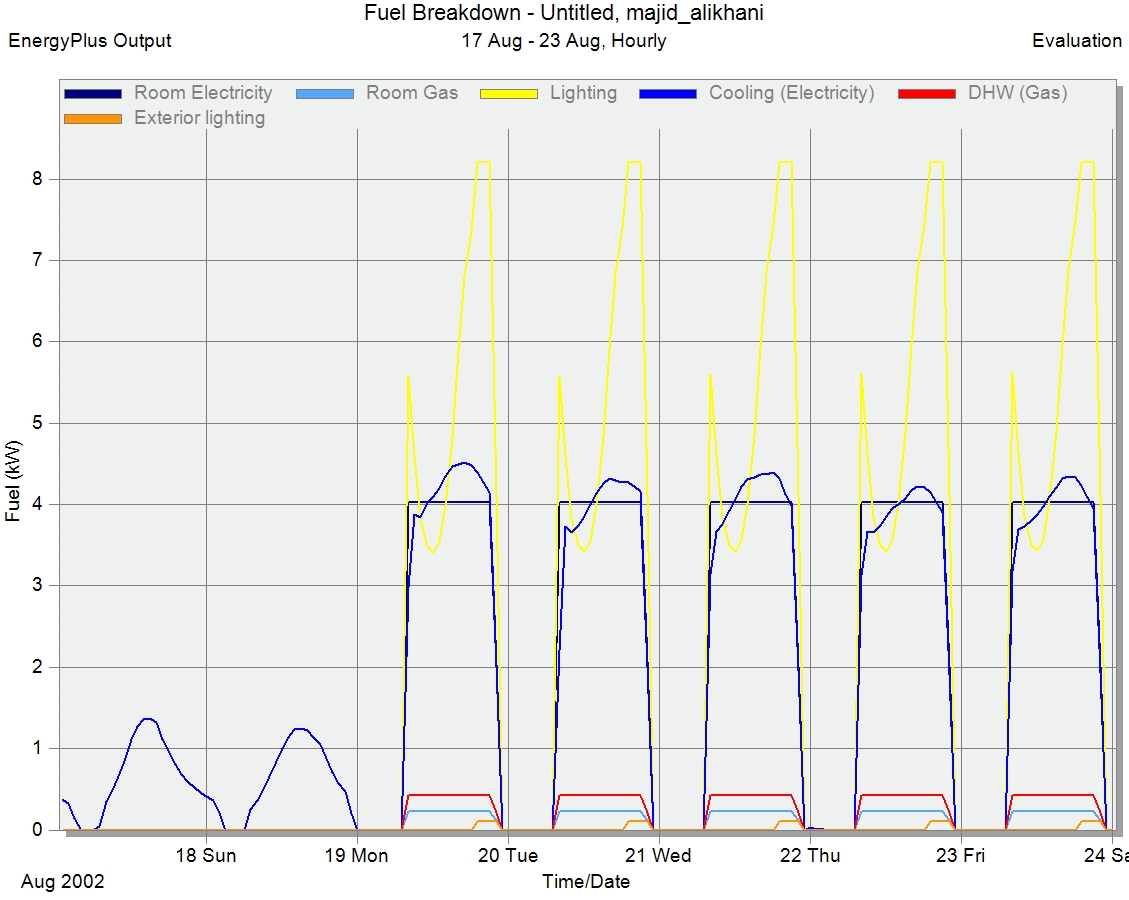 Fuel Breakdown - Untitled, majid_alikhani
EnergyPlus Output 17 Aug - 23 Aug, Hourly Evaluation
Room Electricity Room Gas Lighting Cooling (Electricity) DHW (Gas)
Exterior lighting
8
7
6
5
4
3
2
1
0
Fuel (kW)
18 Sun 19 Mon 20 Tue 21 Wed 22 Thu 23 Fri 24 Sa
Aug 2002 Time/Date